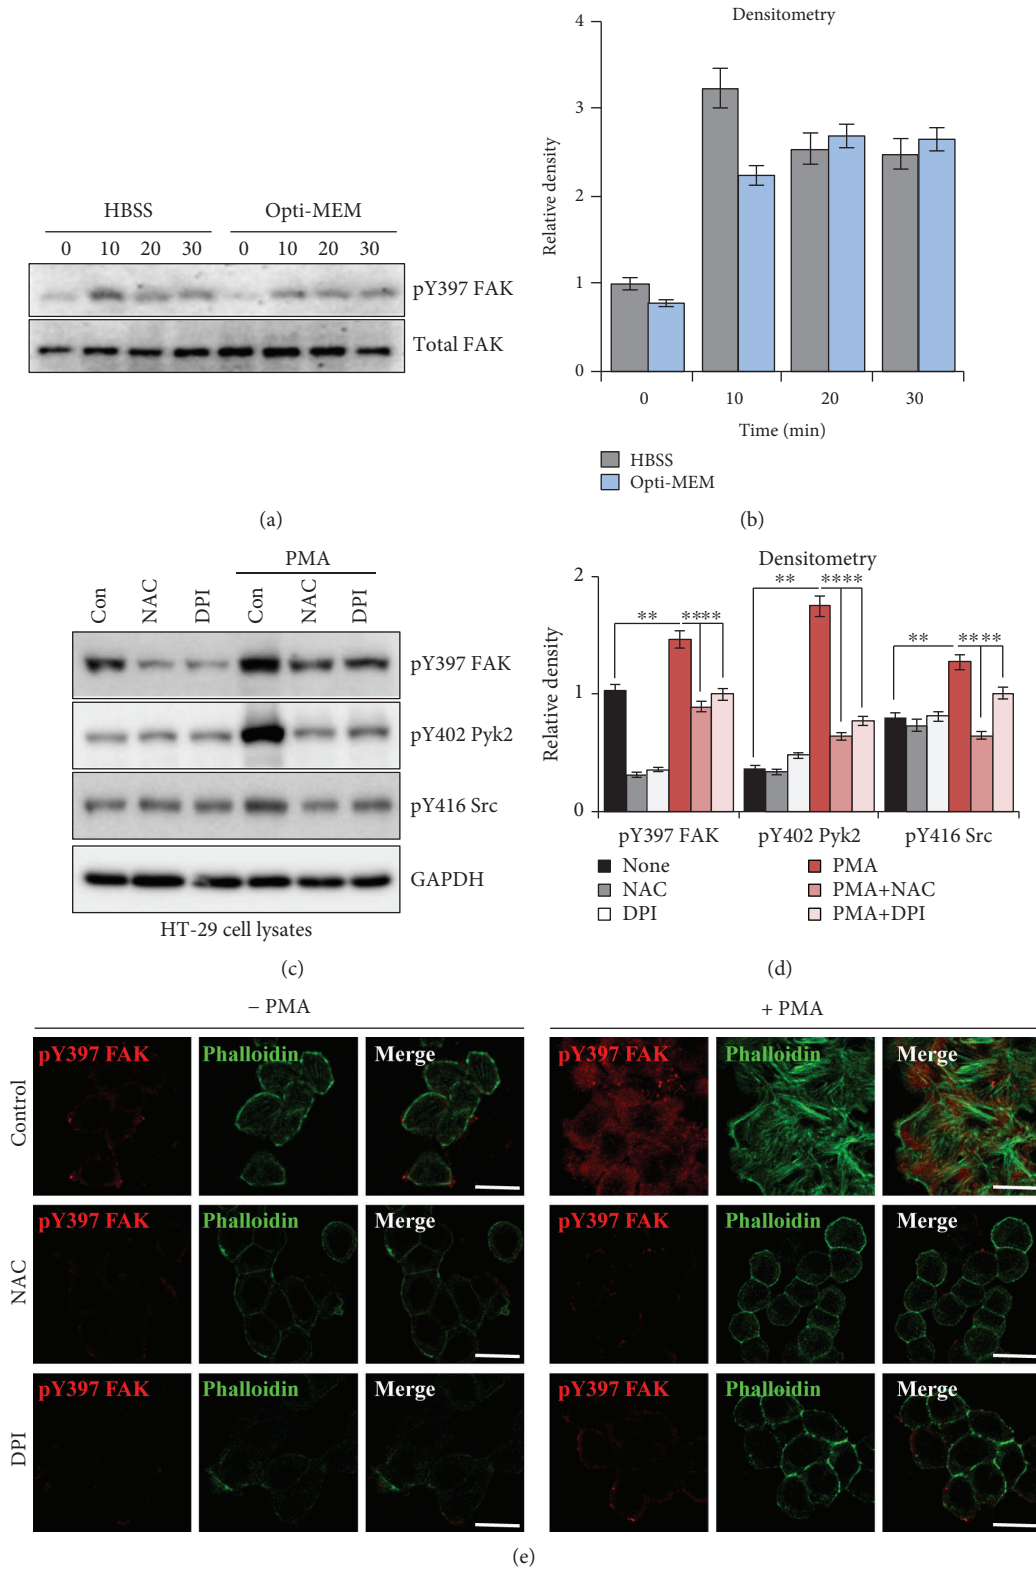 HBSS Opti-MEM
0 10 20 30 0 10 20 30
pY397 FAK
Total FAK
(a)
Densitometry
Relative density
4
3
2
1
0
0 10 20 30
Time (min)
HBSS
Opti-MEM
(b)
PMA
Con NAC DPI Con NAC DPI
pY397 FAK
pY402 Pyk2
pY416 Src
GAPDH
HT-29 cell lysates
(c)
Densitometry
Relative density
2
1
0
** ****
** ****
** ****
pY397 FAK pY402 Pyk2 pY416 Src
None PMA
NAC PMA+NAC
DPI PMA+DPI
(d)
− PMA + PMA
Control
pY397 FAK Phalloidin Merge pY397 FAK Phalloidin Merge
NAC
pY397 FAK Phalloidin Merge pY397 FAK Phalloidin Merge
DPI
pY397 FAK Phalloidin Merge pY397 FAK Phalloidin Merge
(e)